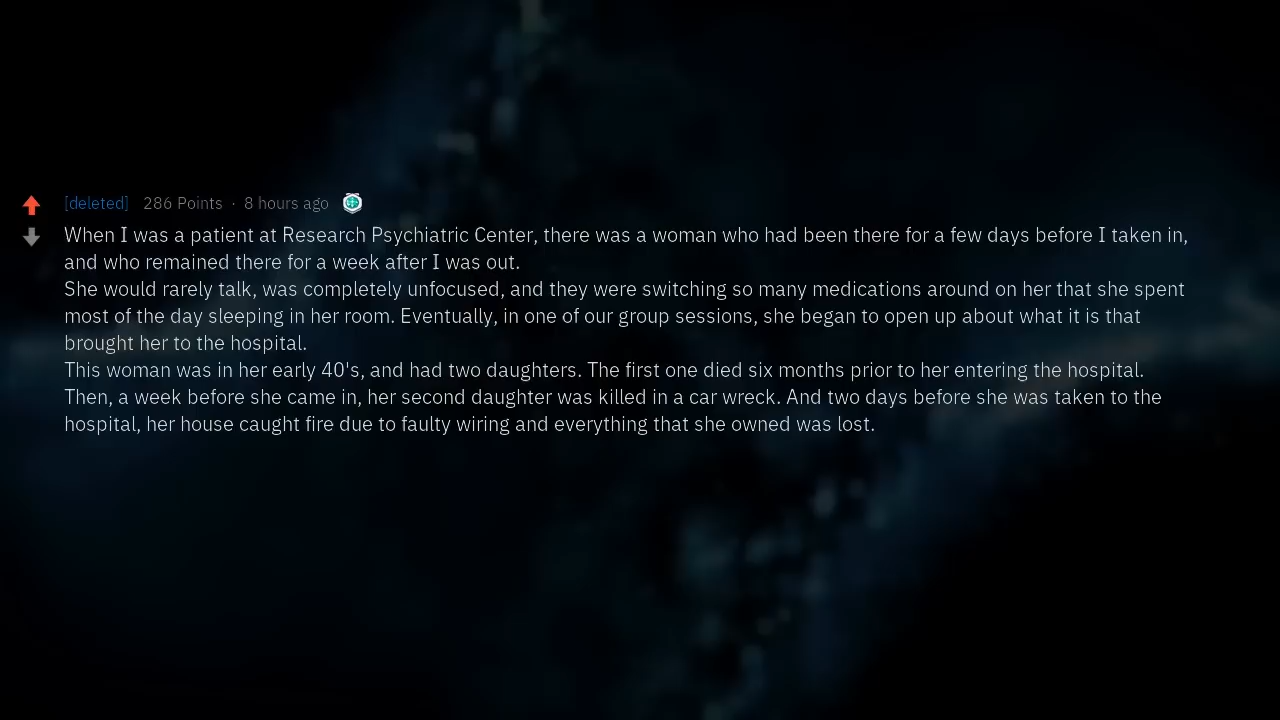 [deleted] 286 Points · 8 hours ago
When I was a patient at Research Psychiatric Center, there was a woman who had been there for a few days before I taken in,
and who remained there for a week after I was out.
She would rarely talk, was completely unfocused, and they were switching so many medications around on her that she spent
most of the day sleeping in her room. Eventually, in one of our group sessions, she began to open up about what it is that
brought her to the hospital.
This woman was in her early 40's, and had two daughters. The first one died six months prior to her entering the hospital.
Then, a week before she came in, her second daughter was killed in a car wreck. And two days before she was taken to the
hospital, her house caught fire due to faulty wiring and everything that she owned was lost.